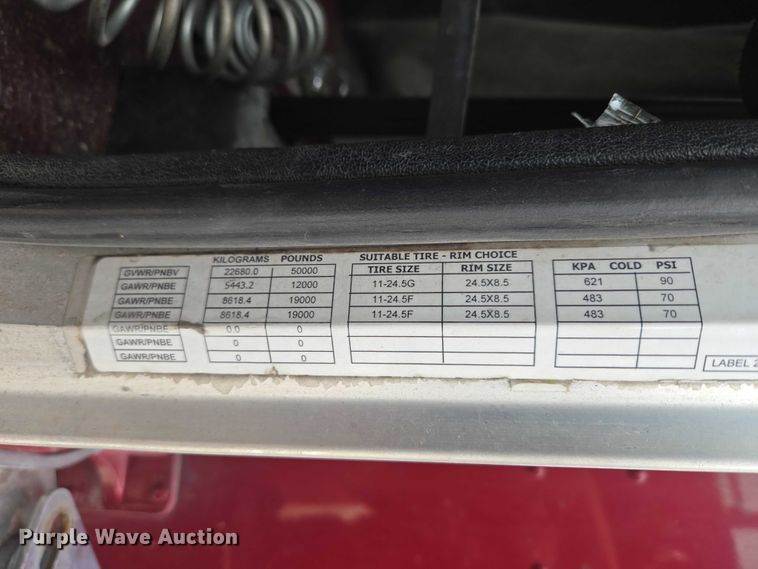 KILOGRAMS POUNDS SUITABLE TIRE - RIM CHOICE
TIRE SIZE RIM SIZE KPA COLD PSI
GVWR/PNBV 22680.0 50000
GAWR/PNBE 5443.2 12000 11-24.5G 24.5X8.5 621 90
GAWR/PNBE 8618.4 19000 11-24.5F 24.5X8.5 483 70
GAWR/PNBE 8618.4 19000 11-24.5F 24.5X8.5 483 70
GAWR/PNBE 0.0 0
GAWR/PNBE 0 0
GAWR/PNBE 0 0
LABEL 2
Purple Wave Auction